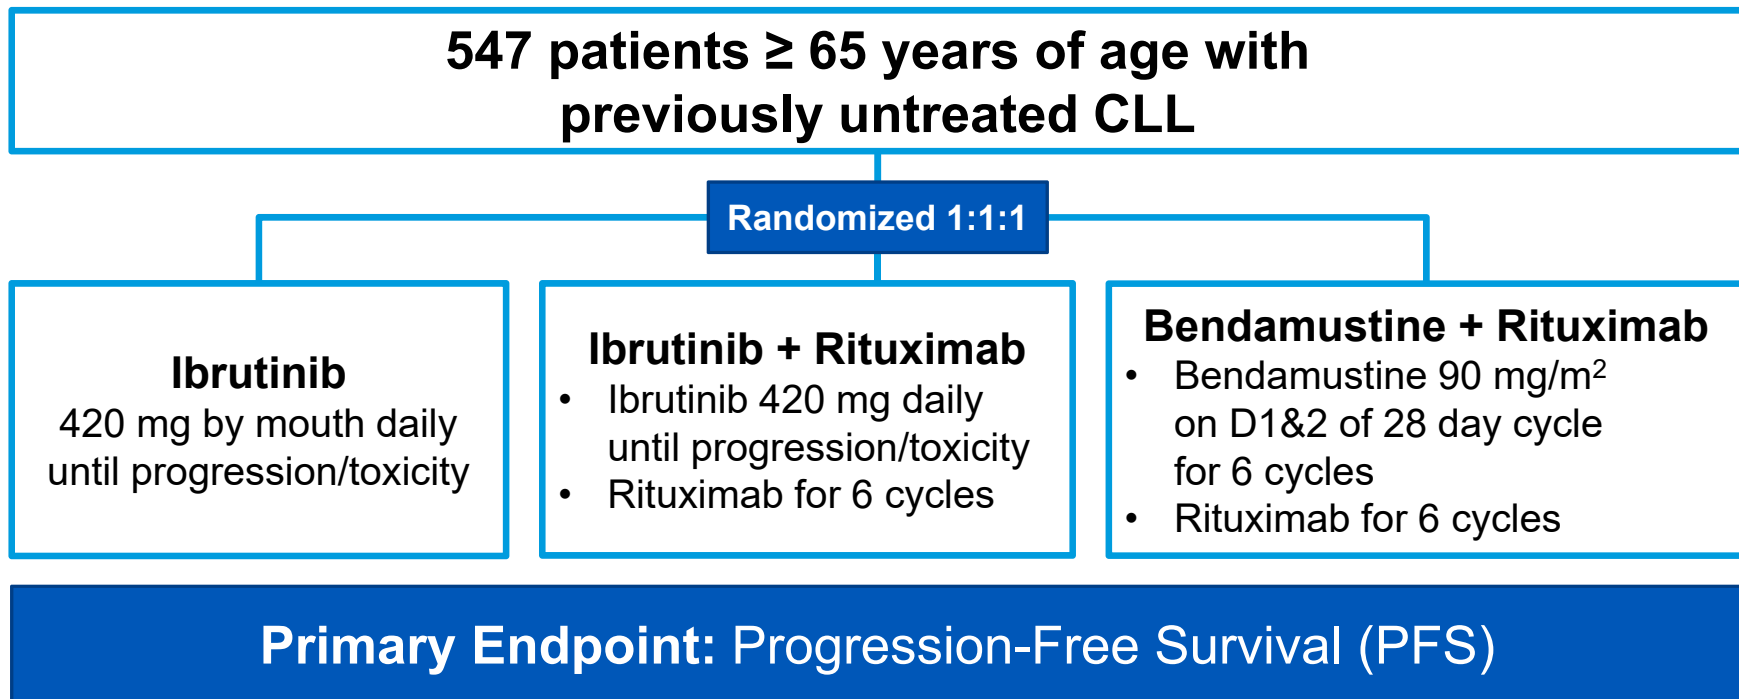 547 patients ≥ 65 years of age with
previously untreated CLL
Randomized 1:1:1
Ibrutinib
420 mg by mouth daily
until progression/toxicity
Ibrutinib + Rituximab
• Ibrutinib 420 mg daily
until progression/toxicity
• Rituximab for 6 cycles
Bendamustine + Rituximab
• Bendamustine 90 mg/m²
on D1&2 of 28 day cycle
for 6 cycles
• Rituximab for 6 cycles
Primary Endpoint: Progression-Free Survival (PFS)